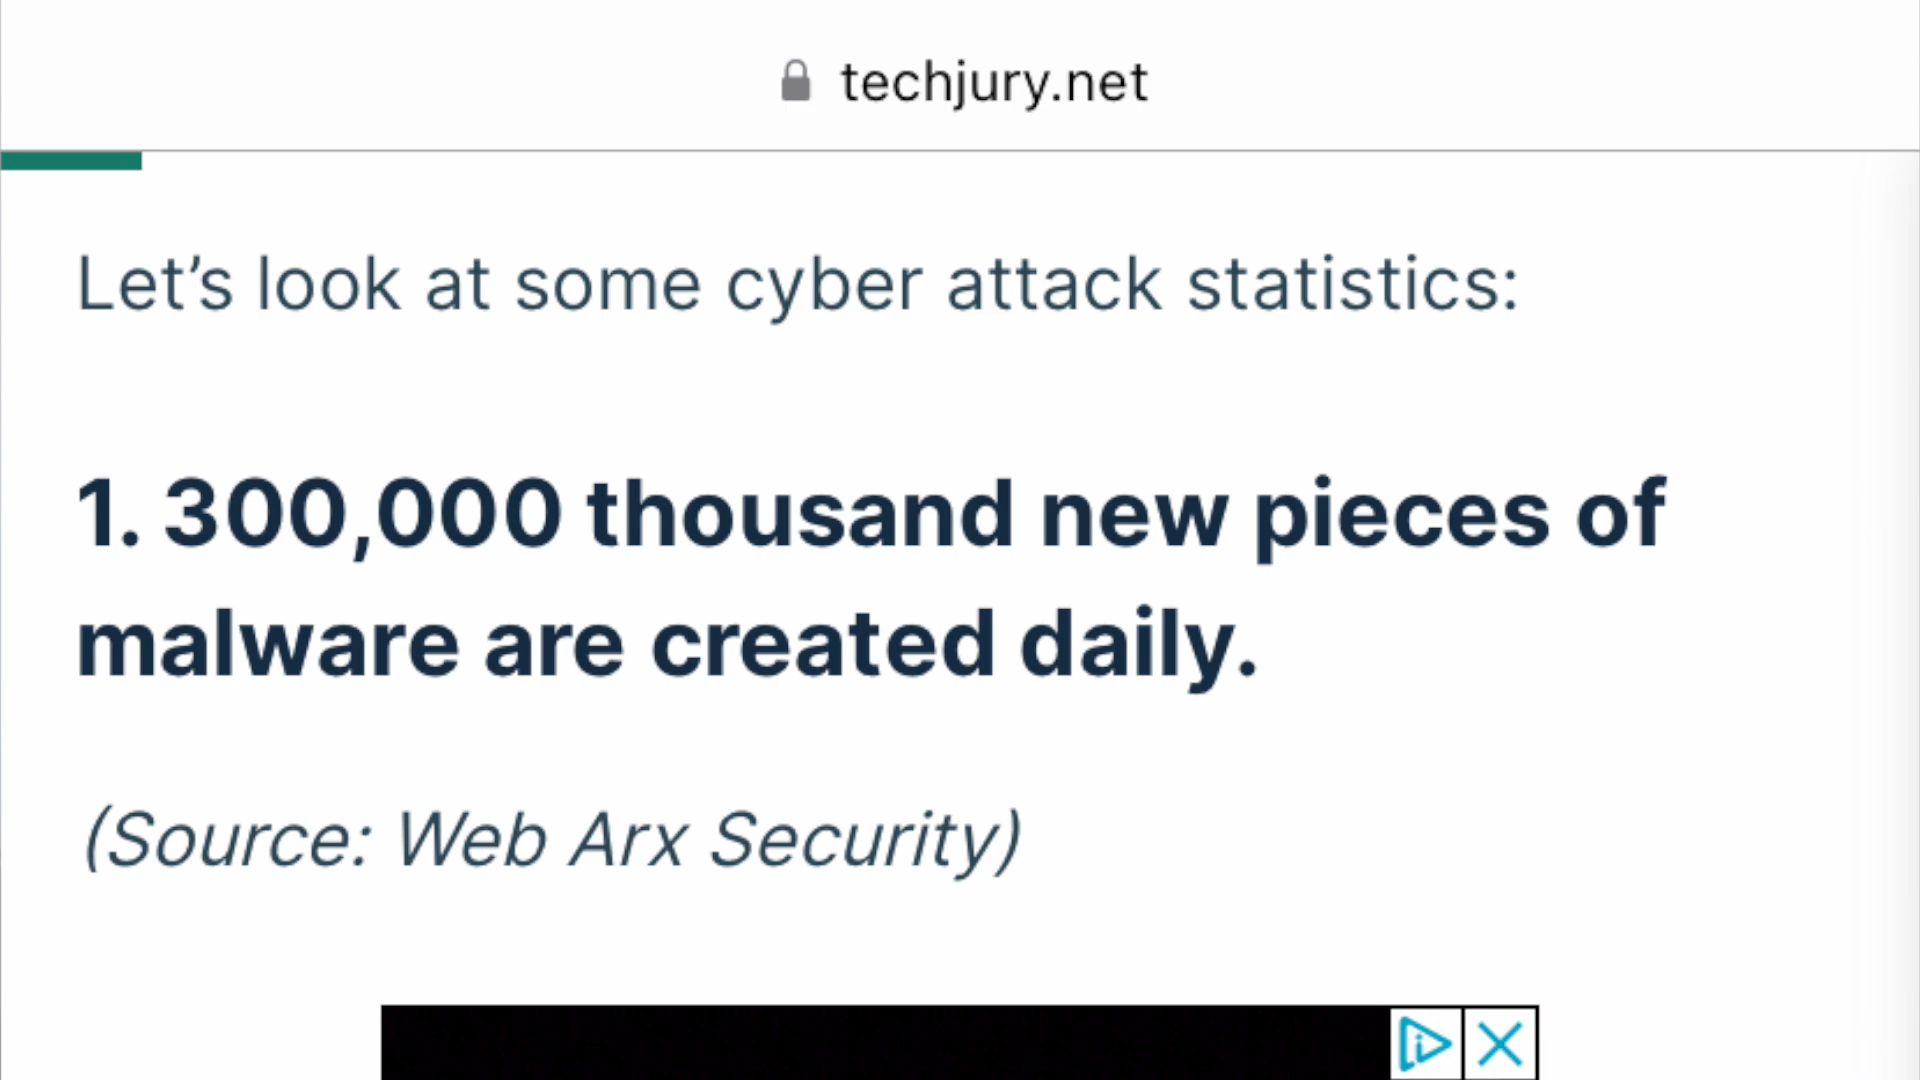 techjury.net
Let’s look at some cyber attack statistics:
1. 300,000 thousand new pieces of
malware are created daily.
(Source: Web Arx Security)